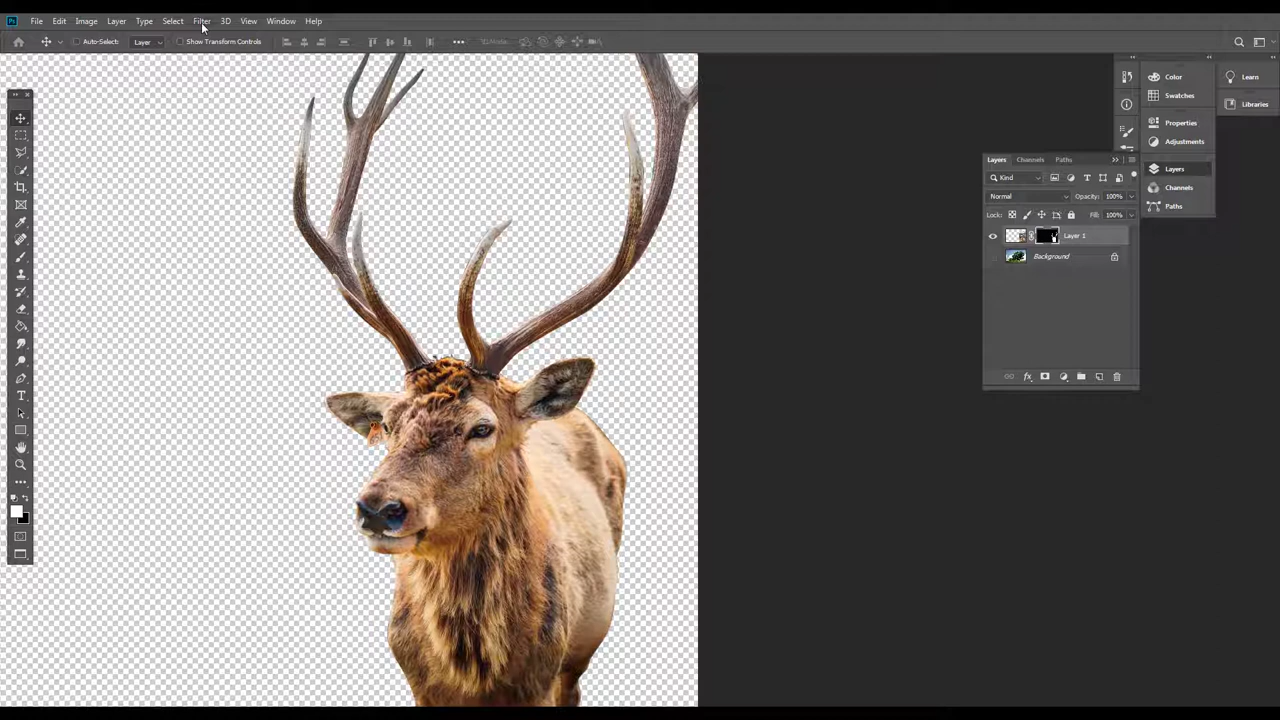 Ps File Edit Image Layer Type Select Filter 3D View Window Help
Auto-Select: Layer Show Transform Controls
Color Learn
Swatches
Libraries
Properties
Adjustments
Layers Channels Paths
Layers
Kind
Channels
Normal Opacity: 100%
Paths
Lock: Fill: 100%
Layer 1
Background
fx